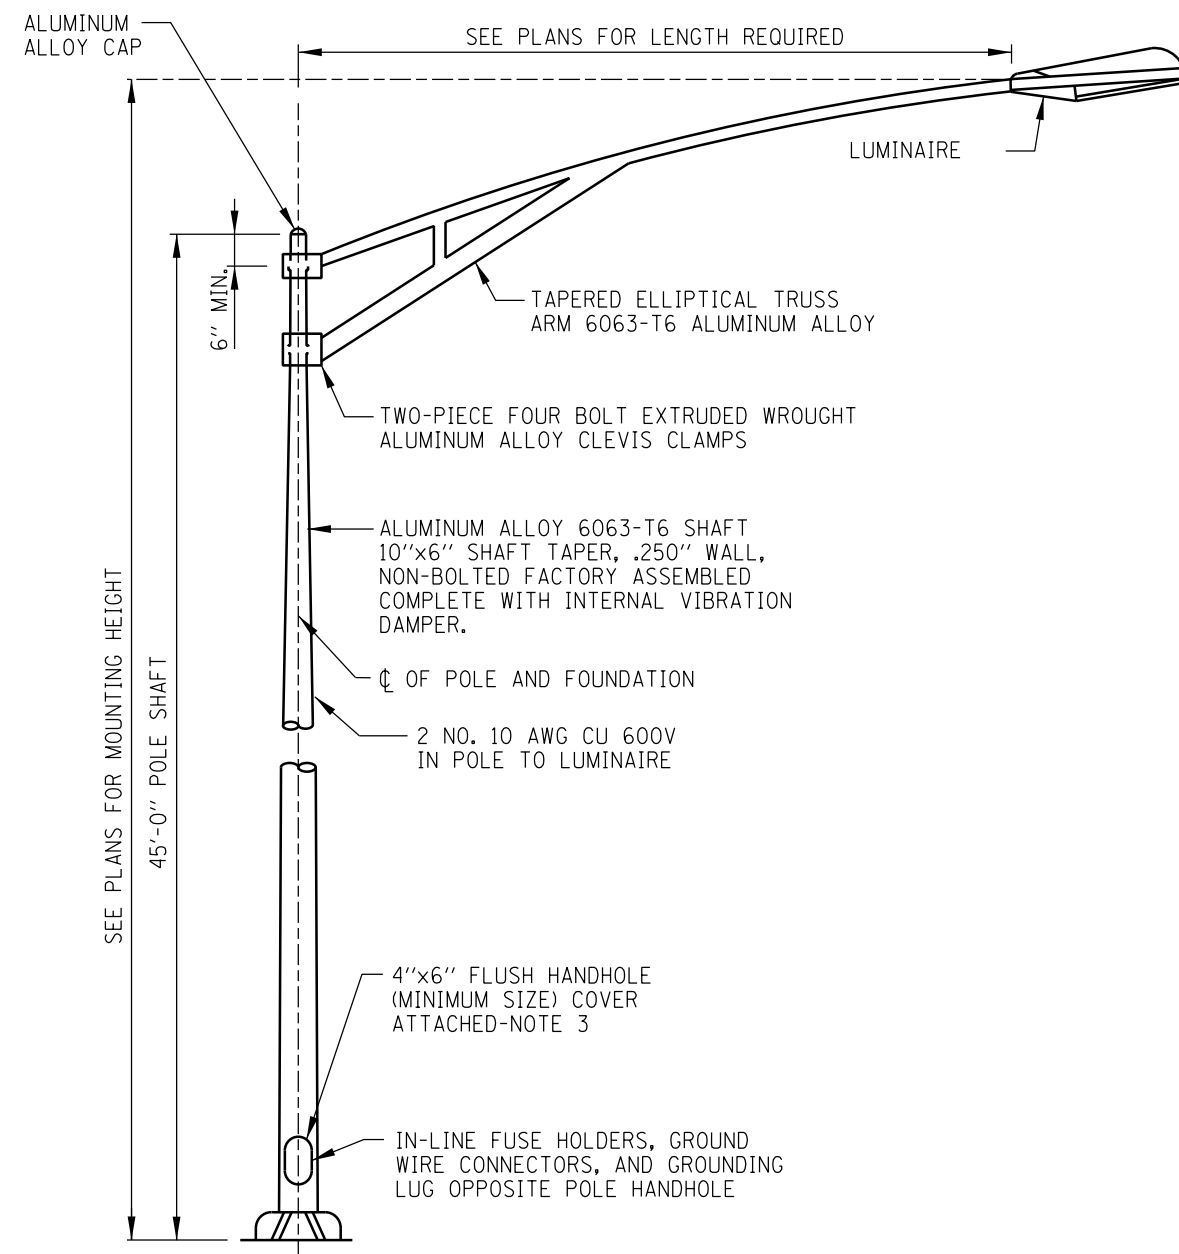 ALUMINUM
ALLOY CAP
SEE PLANS FOR LENGTH REQUIRED
LUMINAIRE
6" MIN.
TAPERED ELLIPTICAL TRUSS
ARM 6063-T6 ALUMINUM ALLOY
TWO-PIECE FOUR BOLT EXTRUDED WROUGHT
ALUMINUM ALLOY CLEVIS CLAMPS
ALUMINUM ALLOY 6063-T6 SHAFT
10"x6" SHAFT TAPER, .250" WALL,
NON-BOLTED FACTORY ASSEMBLED
COMPLETE WITH INTERNAL VIBRATION
DAMPER.
SEE PLANS FOR MOUNTING HEIGHT
45'-0" POLE SHAFT
℄ OF POLE AND FOUNDATION
2 NO. 10 AWG CU 600V
IN POLE TO LUMINAIRE
4"x6" FLUSH HANDHOLE
(MINIMUM SIZE) COVER
ATTACHED-NOTE 3
IN-LINE FUSE HOLDERS, GROUND
WIRE CONNECTORS, AND GROUNDING
LUG OPPOSITE POLE HANDHOLE